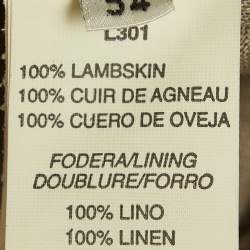 54
L301
100% LAMBSKIN
100% CUIR DE AGNEAU
100% CUERO DE OVEJA
FODERA/LINING
DOUBLURE/FORRO
100% LINO
100% LINEN